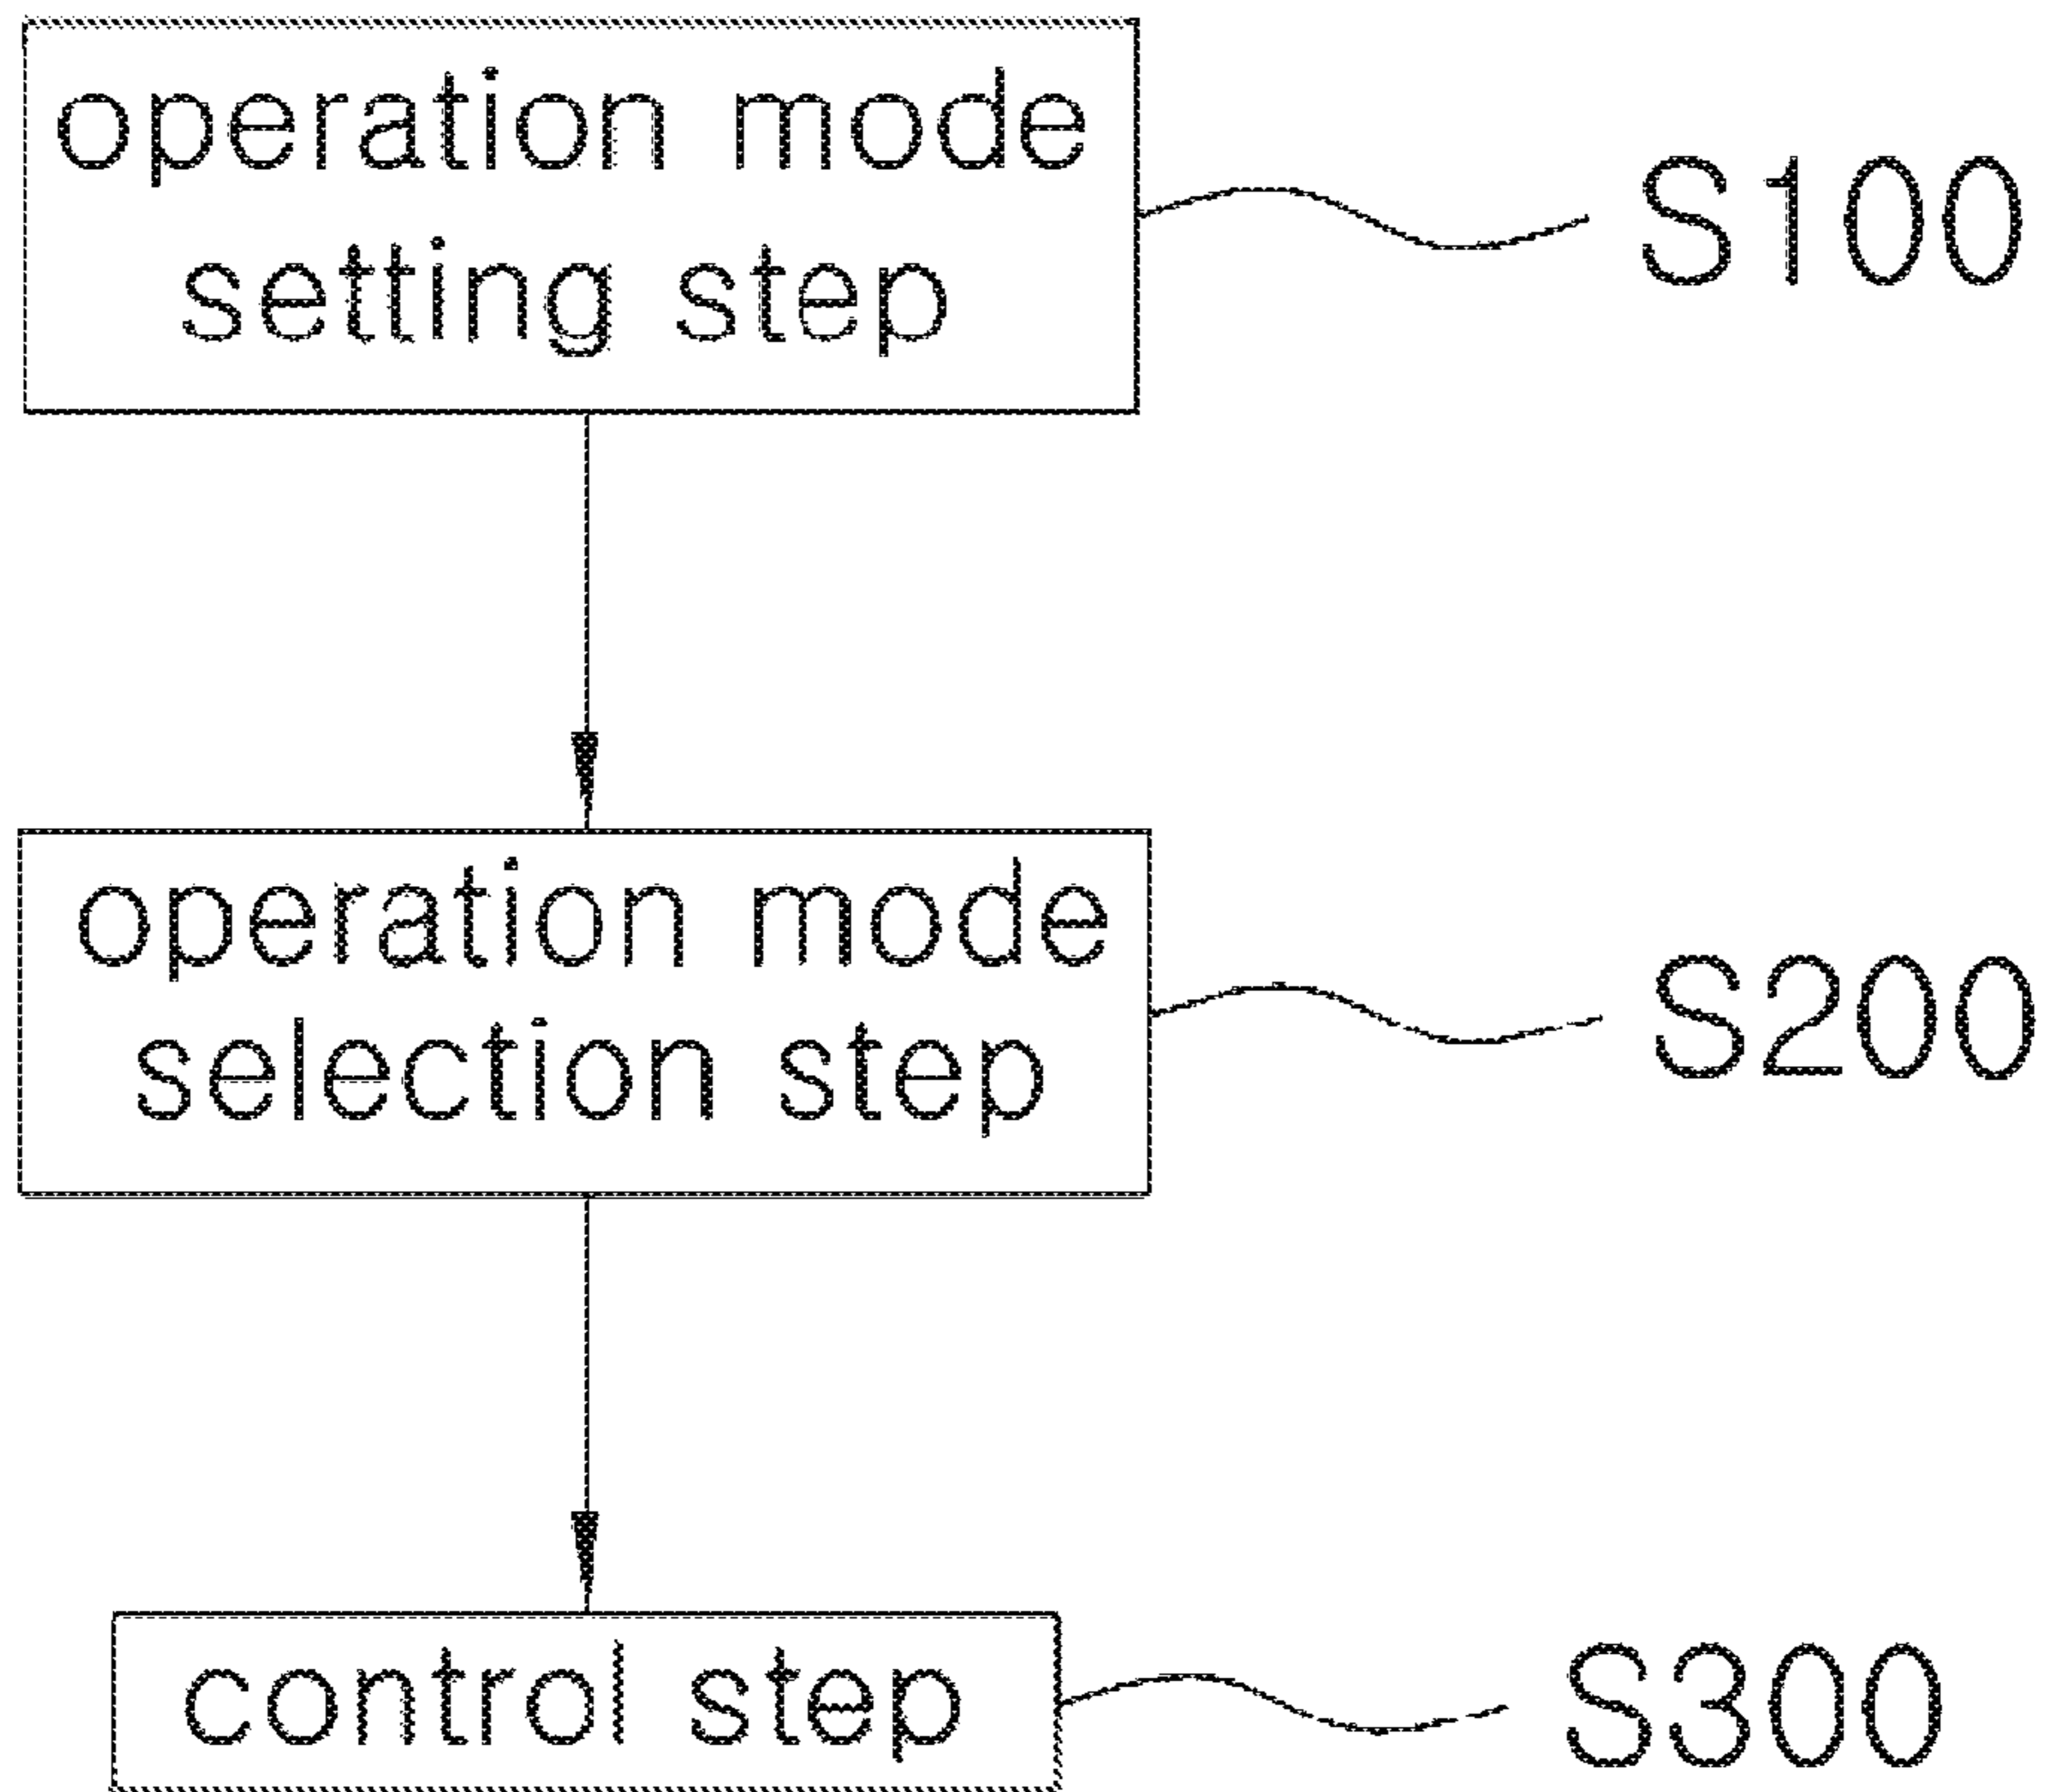 operation mode
setting step
S100
operation mode
selection step
S200
control step
S300